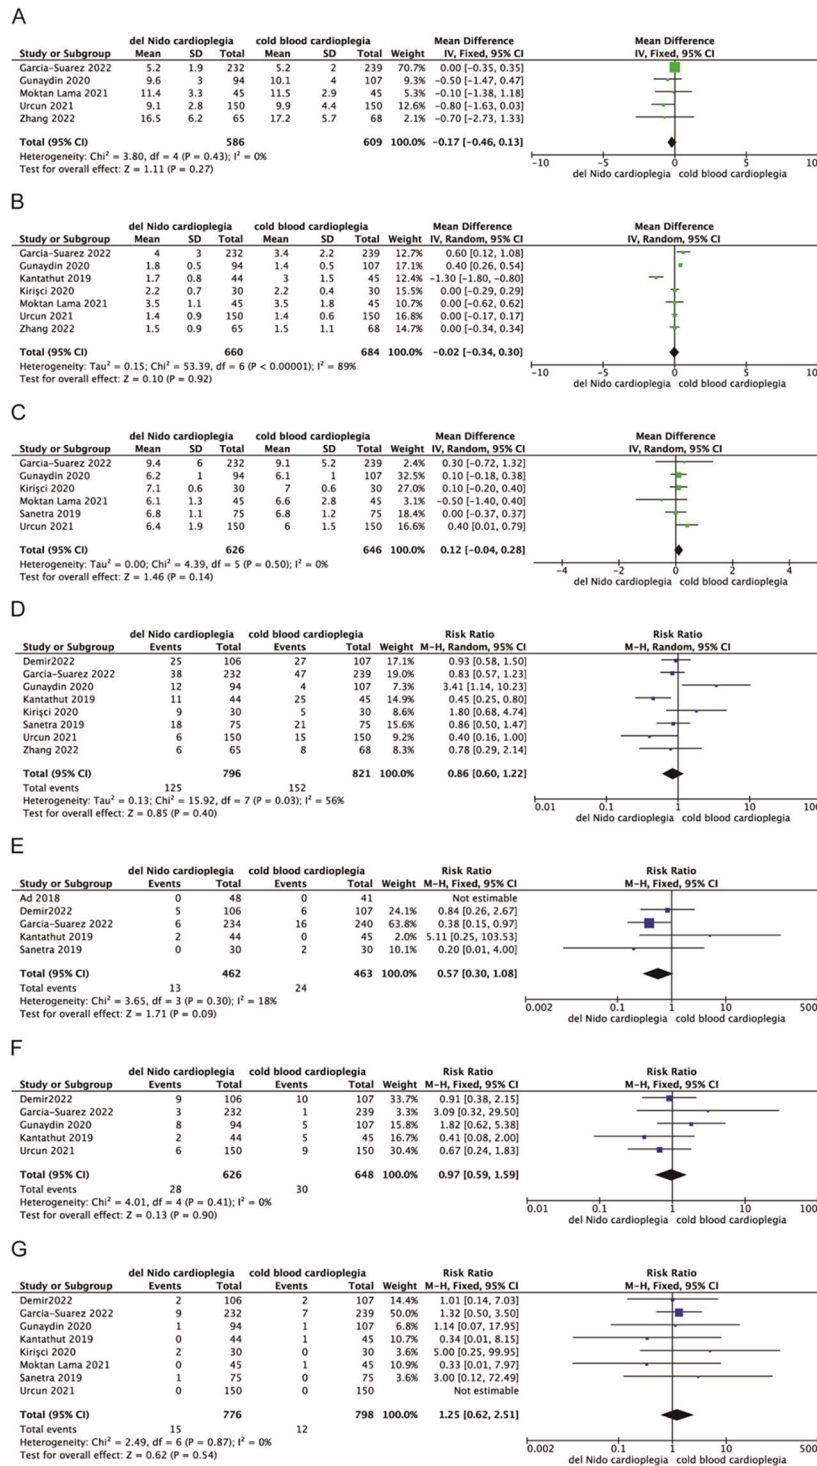 A
del Nido cardioplegia cold blood cardioplegia Mean Difference Mean Difference
Study or Subgroup Mean SD Total Mean SD Total Weight IV, Fixed, 95% CI IV, Fixed, 95% CI
Garcia-Suarez 2022 5.2 1.9 232 5.2 2 239 70.7% 0.00 [-0.35, 0.35]
Gunaydin 2020 9.6 3 94 10.1 4 107 9.3% -0.50 [-1.47, 0.47]
Moktan Lama 2021 11.4 3.3 45 11.5 2.9 45 5.3% -0.10 [-1.38, 1.18]
Urcun 2021 9.1 2.8 150 9.9 4.4 150 12.6% -0.80 [-1.63, 0.03]
Zhang 2022 16.5 6.2 65 17.2 5.7 68 2.1% -0.70 [-2.73, 1.33]
Total (95% CI) 586 609 100.0% -0.17 [-0.46, 0.13]
Heterogeneity: Chi² = 3.80, df = 4 (P = 0.43); I² = 0%
Test for overall effect: Z = 1.11 (P = 0.27)
-10 -5 0 5 10
del Nido cardioplegia cold blood cardioplegia
B
del Nido cardioplegia cold blood cardioplegia Mean Difference Mean Difference
Study or Subgroup Mean SD Total Mean SD Total Weight IV, Random, 95% CI IV, Random, 95% CI
Garcia-Suarez 2022 4 3 232 3.4 2.2 239 12.7% 0.60 [0.12, 1.08]
Gunaydin 2020 1.8 0.5 94 1.4 0.5 107 17.1% 0.40 [0.26, 0.54]
Kantathut 2019 1.7 0.8 44 3 1.5 45 12.4% -1.30 [-1.80, -0.80]
Kirişci 2020 2.2 0.7 30 2.2 0.4 30 15.6% 0.00 [-0.29, 0.29]
Moktan Lama 2021 3.5 1.1 45 3.5 1.8 45 10.7% 0.00 [-0.62, 0.62]
Urcun 2021 1.4 0.9 150 1.4 0.6 150 16.8% 0.00 [-0.17, 0.17]
Zhang 2022 1.5 0.9 65 1.5 1.1 68 14.7% 0.00 [-0.34, 0.34]
Total (95% CI) 660 684 100.0% -0.02 [-0.34, 0.30]
Heterogeneity: Tau² = 0.15; Chi² = 53.39, df = 6 (P < 0.00001); I² = 89%
Test for overall effect: Z = 0.10 (P = 0.92)
-10 -5 0 5 10
del Nido cardioplegia cold blood cardioplegia
C
del Nido cardioplegia cold blood cardioplegia Mean Difference Mean Difference
Study or Subgroup Mean SD Total Mean SD Total Weight IV, Random, 95% CI IV, Random, 95% CI
Garcia-Suarez 2022 9.4 6 232 9.1 5.2 239 2.4% 0.30 [-0.72, 1.32]
Gunaydin 2020 6.2 1 94 6.1 1 107 32.5% 0.10 [-0.18, 0.38]
Kirişci 2020 7.1 0.6 30 7 0.6 30 27.0% 0.10 [-0.20, 0.40]
Moktan Lama 2021 6.1 1.3 45 6.6 2.8 45 3.1% -0.50 [-1.40, 0.40]
Sanetra 2019 6.8 1.1 75 6.8 1.2 75 18.4% 0.00 [-0.37, 0.37]
Urcun 2021 6.4 1.9 150 6 1.5 150 16.6% 0.40 [0.01, 0.79]
Total (95% CI) 626 646 100.0% 0.12 [-0.04, 0.28]
Heterogeneity: Tau² = 0.00; Chi² = 4.39, df = 5 (P = 0.50); I² = 0%
Test for overall effect: Z = 1.46 (P = 0.14)
-4 -2 0 2 4
del Nido cardioplegia cold blood cardioplegia
D
del Nido cardioplegia cold blood cardioplegia Risk Ratio Risk Ratio
Study or Subgroup Events Total Events Total Weight M-H, Random, 95% CI M-H, Random, 95% CI
Demir2022 25 106 27 107 17.1% 0.93 [0.58, 1.50]
Garcia-Suarez 2022 38 232 47 239 19.0% 0.83 [0.57, 1.23]
Gunaydin 2020 12 94 4 107 7.3% 3.41 [1.14, 10.23]
Kantathut 2019 11 44 25 45 14.5% 0.45 [0.25, 0.80]
Kirişci 2020 9 30 5 30 9.0% 1.80 [0.68, 4.74]
Sanetra 2019 18 75 21 75 15.6% 0.86 [0.50, 1.47]
Urcun 2021 6 150 15 150 9.2% 0.40 [0.16, 1.00]
Zhang 2022 6 65 8 68 8.3% 0.78 [0.29, 2.14]
Total (95% CI) 796 821 100.0% 0.86 [0.60, 1.22]
Total events 125 152
Heterogeneity: Tau² = 0.13; Chi² = 15.92, df = 7 (P = 0.03); I² = 56%
Test for overall effect: Z = 0.85 (P = 0.40)
0.01 0.1 1 10 100
del Nido cardioplegia cold blood cardioplegia
E
del Nido cardioplegia cold blood cardioplegia Risk Ratio Risk Ratio
Study or Subgroup Events Total Events Total Weight M-H, Fixed, 95% CI M-H, Fixed, 95% CI
Ad 2018 0 48 0 41 Not estimable
Demir2022 5 106 6 107 24.1% 0.84 [0.26, 2.67]
Garcia-Suarez 2022 6 234 16 240 63.8% 0.38 [0.15, 0.97]
Kantathut 2019 2 44 0 45 2.0% 5.11 [0.25, 103.53]
Sanetra 2019 0 30 2 30 10.1% 0.20 [0.01, 4.00]
Total (95% CI) 462 463 100.0% 0.57 [0.30, 1.08]
Total events 13 24
Heterogeneity: Chi² = 3.65, df = 3 (P = 0.30); I² = 18%
Test for overall effect: Z = 1.71 (P = 0.09)
0.002 0.1 1 10 500
del Nido cardioplegia cold blood cardioplegia
F
del Nido cardioplegia cold blood cardioplegia Risk Ratio Risk Ratio
Study or Subgroup Events Total Events Total Weight M-H, Fixed, 95% CI M-H, Fixed, 95% CI
Demir2022 9 106 10 107 33.7% 0.91 [0.38, 2.15]
Garcia-Suarez 2022 3 232 1 239 3.3% 3.09 [0.32, 29.50]
Gunaydin 2020 8 94 5 107 15.8% 1.82 [0.62, 5.38]
Kantathut 2019 2 44 5 45 16.7% 0.41 [0.08, 2.00]
Urcun 2021 6 150 9 150 30.4% 0.67 [0.24, 1.83]
Total (95% CI) 626 648 100.0% 0.97 [0.59, 1.59]
Total events 28 30
Heterogeneity: Chi² = 4.01, df = 4 (P = 0.41); I² = 0%
Test for overall effect: Z = 0.13 (P = 0.90)
0.01 0.1 1 10 100
del Nido cardioplegia cold blood cardioplegia
G
del Nido cardioplegia cold blood cardioplegia Risk Ratio Risk Ratio
Study or Subgroup Events Total Events Total Weight M-H, Fixed, 95% CI M-H, Fixed, 95% CI
Demir2022 2 106 2 107 14.4% 1.01 [0.14, 7.03]
Garcia-Suarez 2022 9 232 7 239 50.0% 1.32 [0.50, 3.50]
Gunaydin 2020 1 94 1 107 6.8% 1.14 [0.07, 17.95]
Kantathut 2019 0 44 1 45 10.7% 0.34 [0.01, 8.15]
Kirişci 2020 2 30 0 30 3.6% 5.00 [0.25, 99.95]
Moktan Lama 2021 0 45 1 45 10.9% 0.33 [0.01, 7.97]
Sanetra 2019 1 75 0 75 3.6% 3.00 [0.12, 72.49]
Urcun 2021 0 150 0 150 Not estimable
Total (95% CI) 776 798 100.0% 1.25 [0.62, 2.51]
Total events 15 12
Heterogeneity: Chi² = 2.49, df = 6 (P = 0.87); I² = 0%
Test for overall effect: Z = 0.62 (P = 0.54)
0.002 0.1 1 10 500
del Nido cardioplegia cold blood cardioplegia